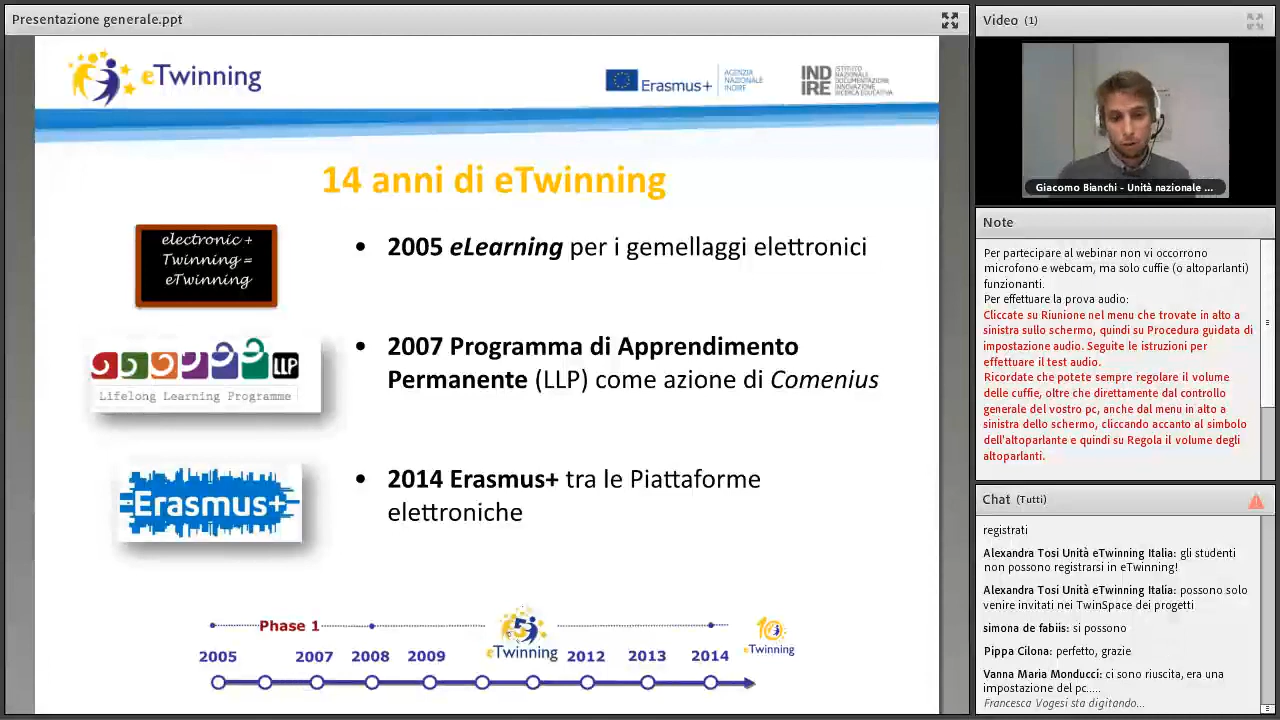 Presentazione generale.ppt
eTwinning
Erasmus+
AGENZIA
NAZIONALE
INDIRE
IND
IRE
ISTITUTO
NAZIONALE
DOCUMENTAZIONE
INNOVAZIONE
RICERCA EDUCATIVA
14 anni di eTwinning
electronic +
Twinning =
eTwinning
• 2005 eLearning per i gemellaggi elettronici
LLP
Lifelong Learning Programme
• 2007 Programma di Apprendimento
Permanente (LLP) come azione di Comenius
Erasmus+
• 2014 Erasmus+ tra le Piattaforme
elettroniche
Phase 1
5
eTwinning
10
eTwinning
2005 2007 2008 2009 2012 2013 2014
Video (1)
Giacomo Bianchi - Unità nazionale ...
Note
Per partecipare al webinar non vi occorrono
microfono e webcam, ma solo cuffie (o altoparlanti)
funzionanti.
Per effettuare la prova audio:
Cliccate su Riunione nel menu che trovate in alto a
sinistra sullo schermo, quindi su Procedura guidata di
impostazione audio. Seguite le istruzioni per
effettuare il test audio.
Ricordate che potete sempre regolare il volume
delle cuffie, oltre che direttamente dal controllo
generale del vostro pc, anche dal menu in alto a
sinistra dello schermo, cliccando accanto al simbolo
dell'altoparlante e quindi su Regola il volume degli
altoparlanti.
Chat (Tutti)
registrati
Alexandra Tosi Unità eTwinning Italia: gli studenti
non possono registrarsi in eTwinning!
Alexandra Tosi Unità eTwinning Italia: possono solo
venire invitati nei TwinSpace dei progetti
simona de fabiis: si possono
Pippa Cilona: perfetto, grazie
Vanna Maria Monducci: ci sono riuscita, era una
impostazione del pc.....
Francesca Vogesi sta digitando...